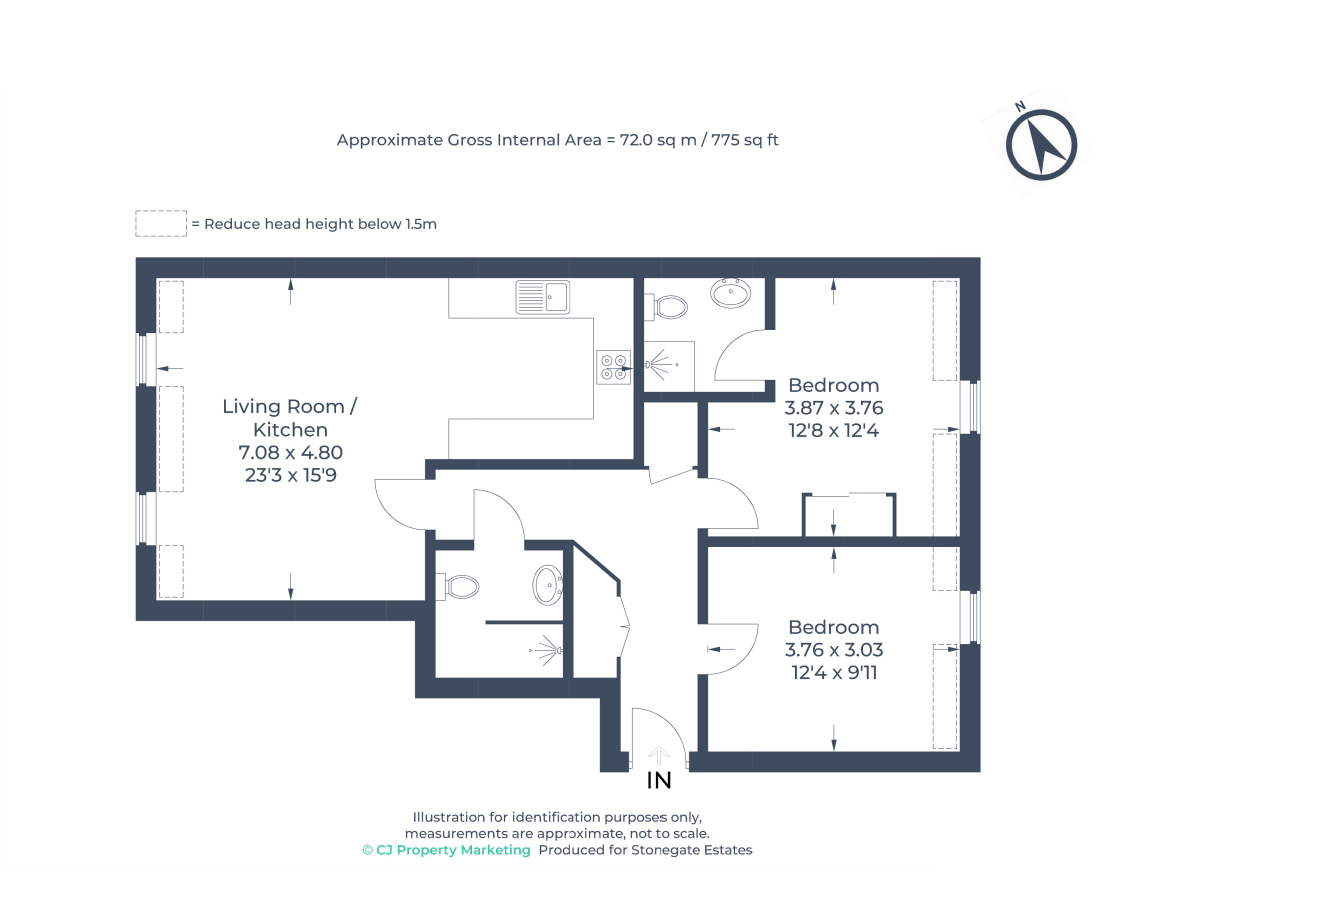 N
Approximate Gross Internal Area = 72.0 sq m / 775 sq ft
= Reduce head height below 1.5m
Living Room /
Kitchen
7.08 x 4.80
23'3 x 15'9
Bedroom
3.87 x 3.76
12'8 x 12'4
Bedroom
3.76 x 3.03
12'4 x 9'11
IN
Illustration for identification purposes only,
measurements are approximate, not to scale.
© CJ Property Marketing Produced for Stonegate Estates